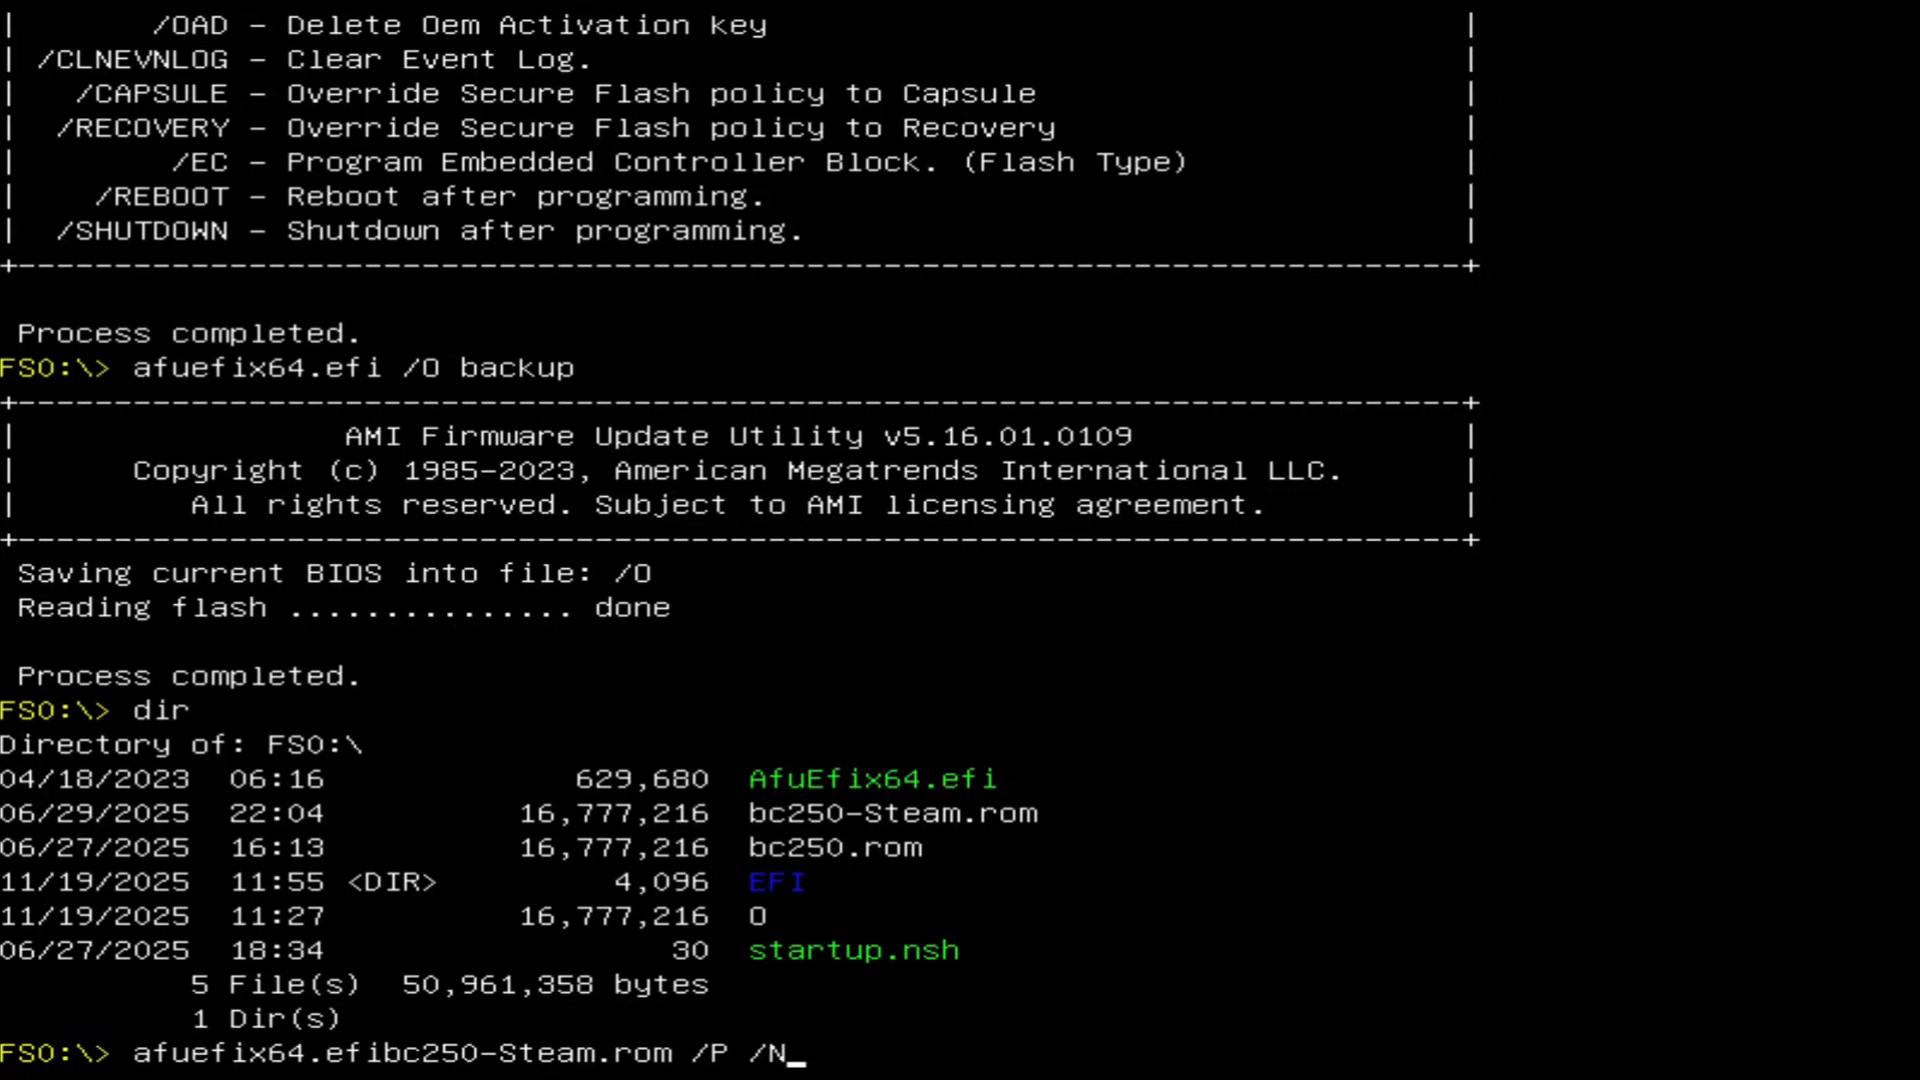 |       /OAD - Delete Oem Activation key |
| /CLNEVNLOG - Clear Event Log. |
|   /CAPSULE - Override Secure Flash policy to Capsule |
|  /RECOVERY - Override Secure Flash policy to Recovery |
|        /EC - Program Embedded Controller Block. (Flash Type) |
|    /REBOOT - Reboot after programming. |
|  /SHUTDOWN - Shutdown after programming. |
+----------------------------------------------------------------------------+
Process completed.
FS0:\> afuefix64.efi /O backup
+----------------------------------------------------------------------------+
| AMI Firmware Update Utility v5.16.01.0109 |
| Copyright (c) 1985-2023, American Megatrends International LLC. |
| All rights reserved. Subject to AMI licensing agreement. |
+----------------------------------------------------------------------------+
Saving current BIOS into file: /O
Reading flash ............... done
Process completed.
FS0:\> dir
Directory of: FS0:\
04/18/2023  06:16             629,680  AfuEfix64.efi
06/29/2025  22:04          16,777,216  bc250-Steam.rom
06/27/2025  16:13          16,777,216  bc250.rom
11/19/2025  11:55 <DIR>         4,096  EFI
11/19/2025  11:27          16,777,216  O
06/27/2025  18:34                  30  startup.nsh
5 File(s)  50,961,358 bytes
1 Dir(s)
FS0:\> afuefix64.efibc250-Steam.rom /P /N_